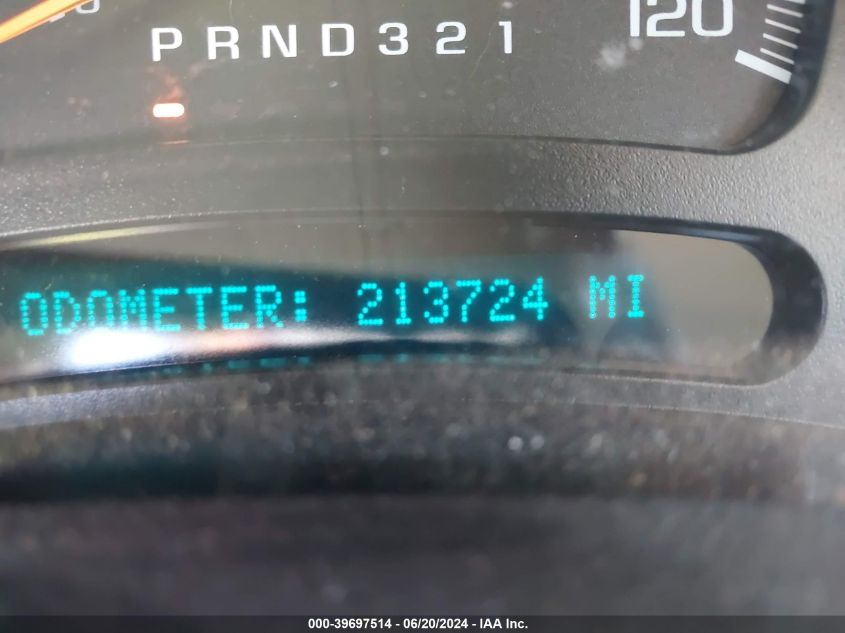 120
PRND321
ODOMETER: 213724 MI
000-39697514 - 06/20/2024 - IAA Inc.